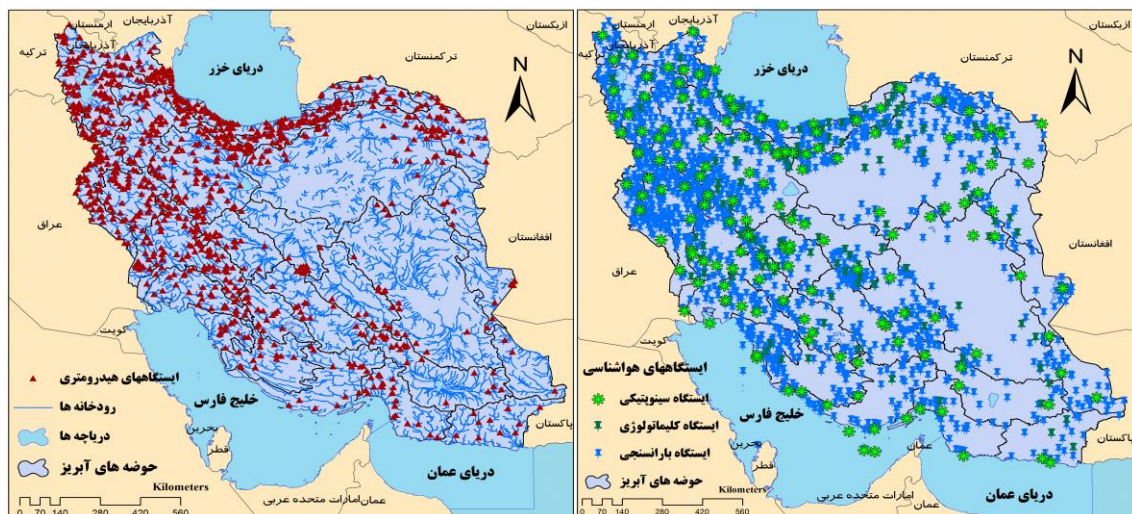 ارمنستان
آذربایجان
ازبکستان
ترکیه
آذربایجان
ترکمنستان
دریای خزر
N
عراق
افغانستان
کویت
ایستگاههای هیدرومتری
رودخانه ها
دریاچه ها
حوضه های آبریز
خلیج فارس
پاکستان
بحرین
قطر
دریای عمان
Kilometers
عمان
امارات متحده عربی
0 70 140 280 420 560
ارمنستان
آذربایجان
ازبکستان
ترکیه
آذربایجان
ترکمنستان
دریای خزر
N
عراق
افغانستان
کویت
ایستگاههای هواشناسی
ایستگاه سینوپتیکی
ایستگاه کلیماتولوژی
ایستگاه بارانسنجی
حوضه های آبریز
خلیج فارس
پاکستان
بحرین
قطر
عمان
دریای عمان
Kilometers
امارات متحده عربی
0 70 140 280 420 560